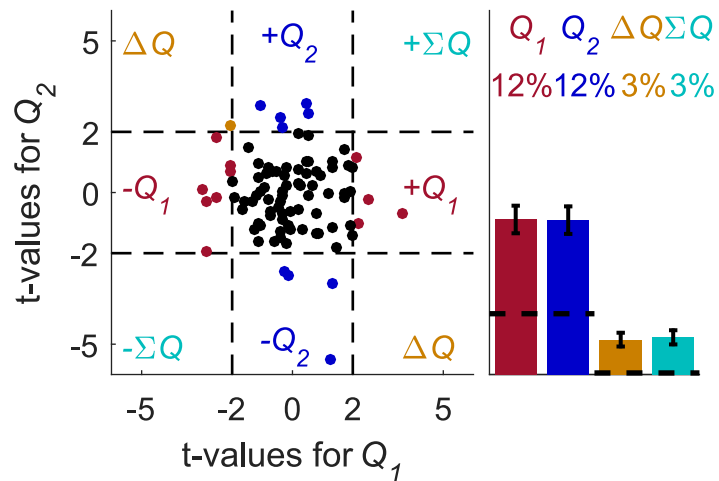 5
2
0
-2
-5
t-values for Q2
ΔQ
+Q2
+ΣQ
-Q1
+Q1
-ΣQ
-Q2
ΔQ
-5
-2
0
2
5
t-values for Q1
Q1 Q2 ΔQ ΣQ
12% 12% 3% 3%